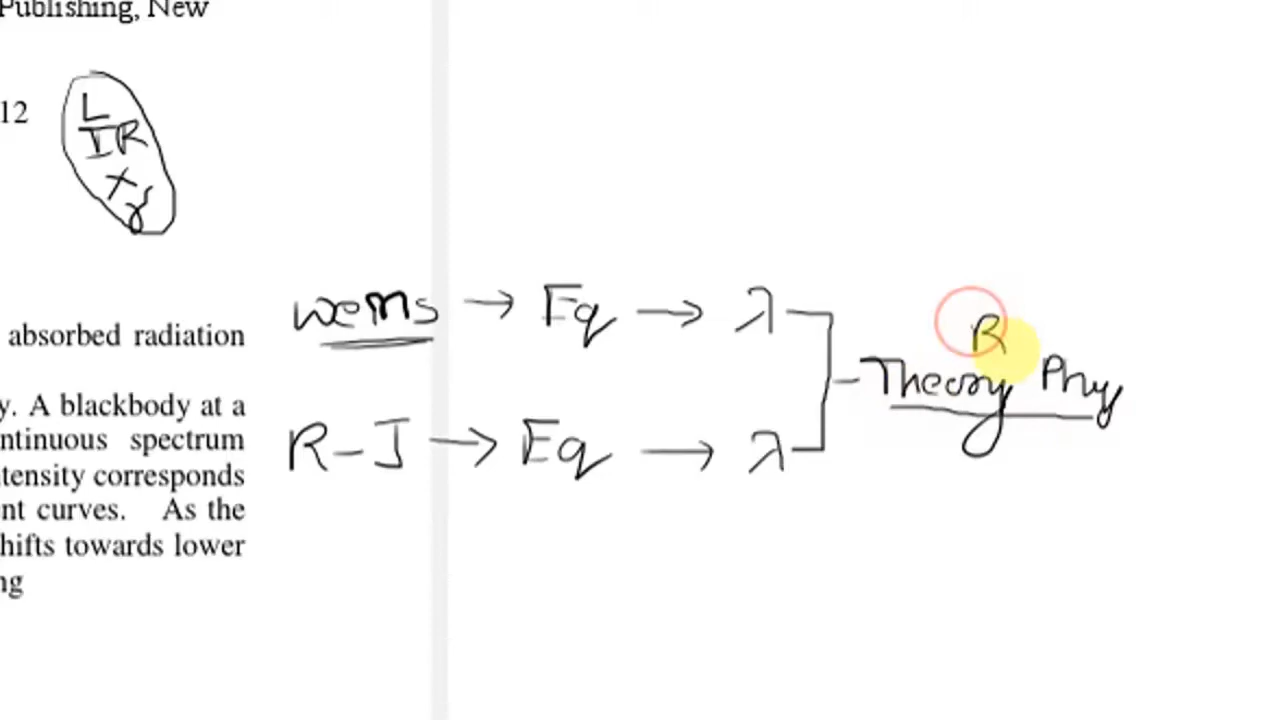 Publishing, New
12
L
IR
X
γ
absorbed radiation
y. A blackbody at a
ntinuous spectrum
tensity corresponds
nt curves. As the
hifts towards lower
ng
Weins → Eq → λ
R-J → Eq → λ
R
Theory Phy